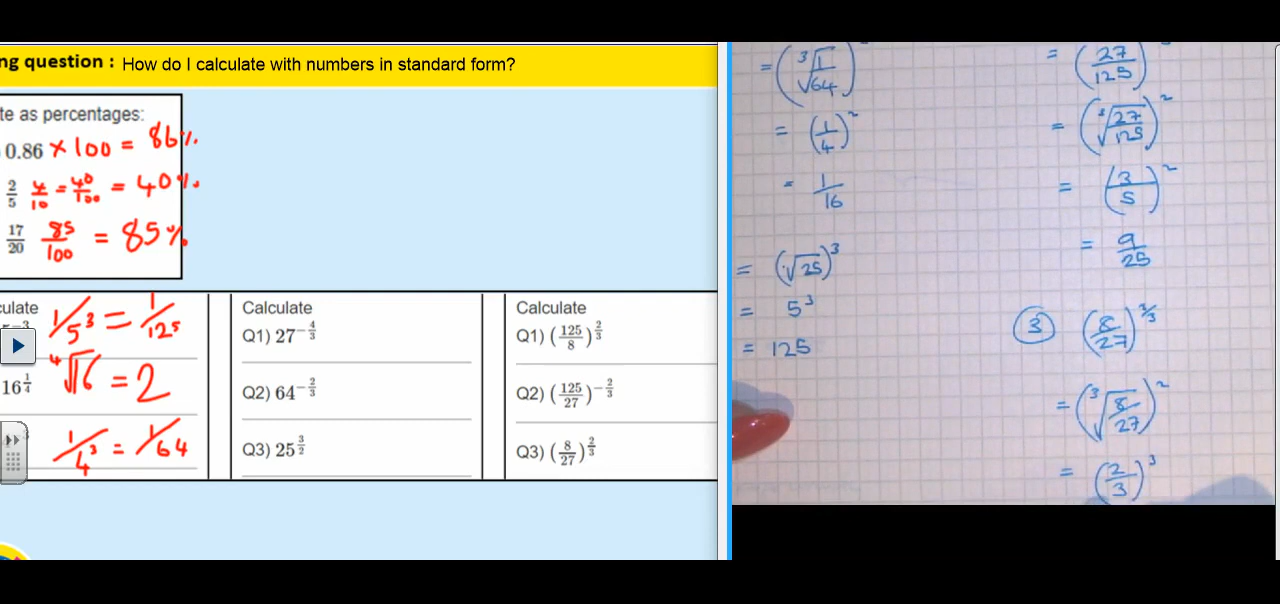 ng question : How do I calculate with numbers in standard form?
te as percentages:
0.86 × 100 = 86%
2/5 4/10 = 40/100 = 40%
17/20 85/100 = 85%
culate
1/5³ = 1/125
16^(1/4) ⁴√16 = 2
1/4³ = 1/64
Calculate
Q1) 27^(-4/3)
Q2) 64^(-2/3)
Q3) 25^(3/2)
Calculate
Q1) (125/8)^(2/3)
Q2) (125/27)^(-2/3)
Q3) (8/27)^(2/3)
= (³√1/64)
= (1/4)²
= 1/16
= (√25)³
= 5³
= 125
= (27/125)
= (³√27/125)²
= (3/5)²
= 9/25
③ (8/27)^(2/3)
= (³√8/27)²
= (2/3)³